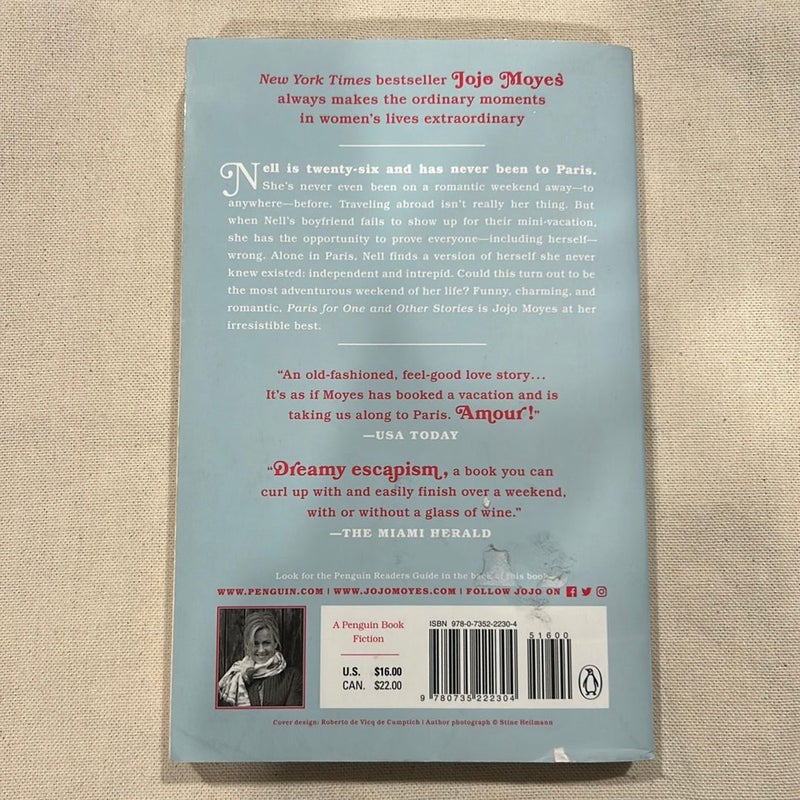 New York Times bestseller Jojo Moyes
always makes the ordinary moments
in women's lives extraordinary
Nell is twenty-six and has never been to Paris.
She's never even been on a romantic weekend away—to
anywhere—before. Traveling abroad isn't really her thing. But
when Nell's boyfriend fails to show up for their mini-vacation,
she has the opportunity to prove everyone—including herself—
wrong. Alone in Paris, Nell finds a version of herself she never
knew existed: independent and intrepid. Could this turn out to be
the most adventurous weekend of her life? Funny, charming, and
romantic, Paris for One and Other Stories is Jojo Moyes at her
irresistible best.
"An old-fashioned, feel-good love story...
It's as if Moyes has booked a vacation and is
taking us along to Paris. Amour!"
—USA TODAY
"Dreamy escapism, a book you can
curl up with and easily finish over a weekend,
with or without a glass of wine."
—THE MIAMI HERALD
Look for the Penguin Readers Guide in the back of this book
WWW.PENGUIN.COM | WWW.JOJOMOYES.COM | FOLLOW JOJO ON
A Penguin Book
Fiction
U.S. $16.00
CAN. $22.00
ISBN 978-0-7352-2230-4
51600
9 780735 222304
Cover design: Roberto de Vicq de Cumptich | Author photograph © Stine Heilmann